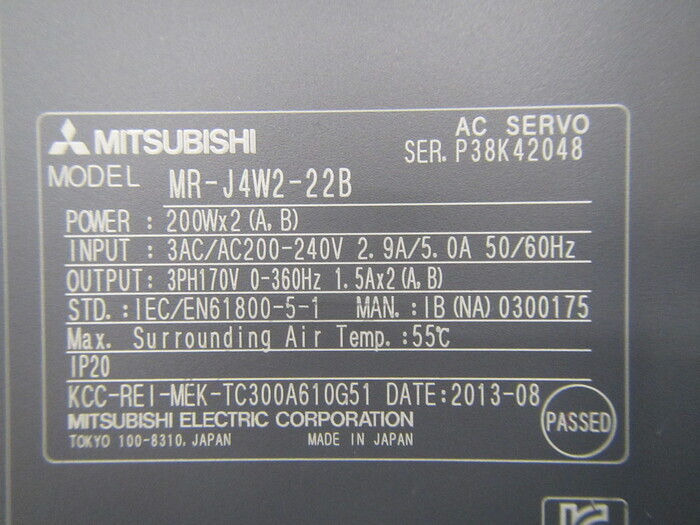 MITSUBISHI
AC SERVO
SER. P38K42048
MODEL MR-J4W2-22B
POWER : 200Wx2 (A, B)
INPUT : 3AC/AC200-240V 2.9A/5.0A 50/60Hz
OUTPUT: 3PH170V 0-360Hz 1.5Ax2 (A, B)
STD. : IEC/EN61800-5-1 MAN. : IB (NA) 0300175
Max. Surrounding Air Temp. :55℃
IP20
KCC-REI-MEK-TC300A610G51 DATE:2013-08
PASSED
MITSUBISHI ELECTRIC CORPORATION
TOKYO 100-8310, JAPAN MADE IN JAPAN